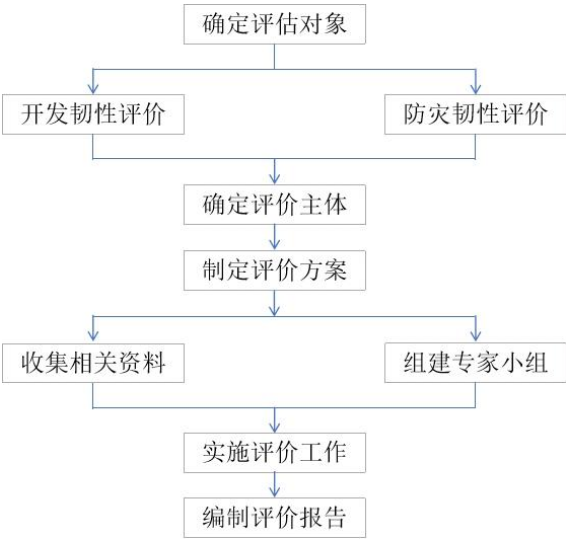 确定评估对象
开发韧性评价
防灾韧性评价
确定评价主体
制定评价方案
收集相关资料
组建专家小组
实施评价工作
编制评价报告